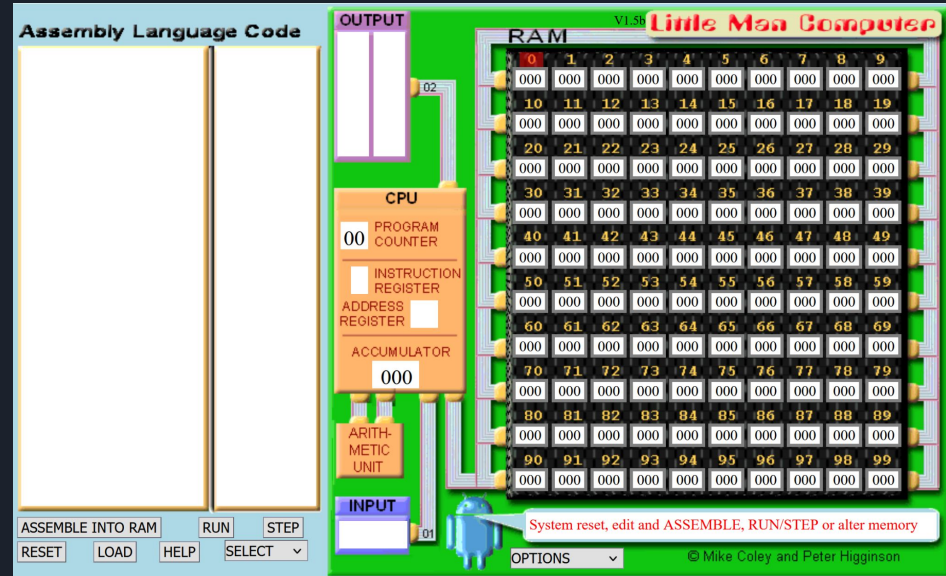 Assembly Language Code
OUTPUT
V1.5b
Little Man Computer
RAM
0 1 2 3 4 5 6 7 8 9
000 000 000 000 000 000 000 000 000 000
02
10 11 12 13 14 15 16 17 18 19
000 000 000 000 000 000 000 000 000 000
20 21 22 23 24 25 26 27 28 29
000 000 000 000 000 000 000 000 000 000
30 31 32 33 34 35 36 37 38 39
000 000 000 000 000 000 000 000 000 000
40 41 42 43 44 45 46 47 48 49
000 000 000 000 000 000 000 000 000 000
50 51 52 53 54 55 56 57 58 59
000 000 000 000 000 000 000 000 000 000
60 61 62 63 64 65 66 67 68 69
000 000 000 000 000 000 000 000 000 000
70 71 72 73 74 75 76 77 78 79
000 000 000 000 000 000 000 000 000 000
80 81 82 83 84 85 86 87 88 89
000 000 000 000 000 000 000 000 000 000
90 91 92 93 94 95 96 97 98 99
000 000 000 000 000 000 000 000 000 000
CPU
00
PROGRAM
COUNTER
INSTRUCTION
REGISTER
ADDRESS
REGISTER
ACCUMULATOR
000
ARITH-
METIC
UNIT
INPUT
01
System reset, edit and ASSEMBLE, RUN/STEP or alter memory
ASSEMBLE INTO RAM RUN STEP
RESET LOAD HELP SELECT
OPTIONS
© Mike Coley and Peter Higginson